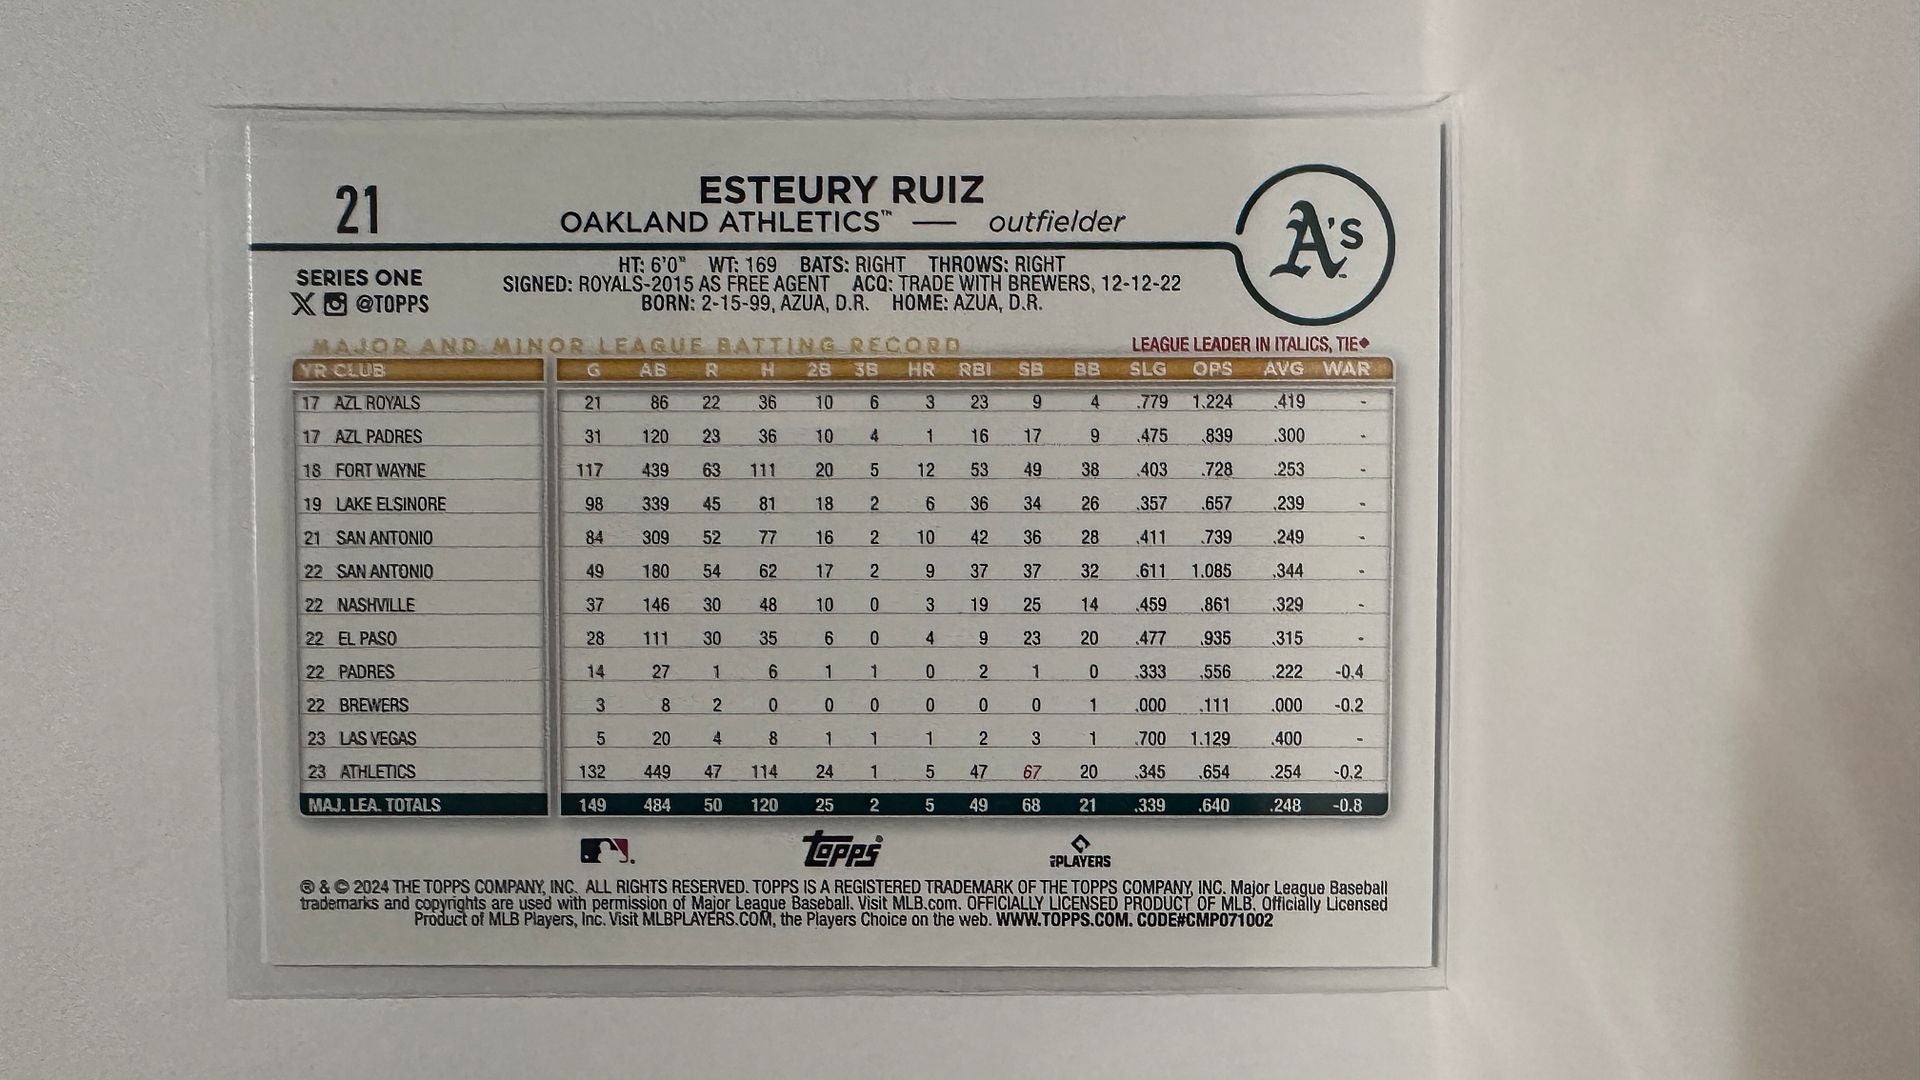 21
ESTEURY RUIZ
OAKLAND ATHLETICS™ — outfielder
A's
SERIES ONE
@TOPPS
HT: 6'0" WT: 169 BATS: RIGHT THROWS: RIGHT
SIGNED: ROYALS-2015 AS FREE AGENT ACQ: TRADE WITH BREWERS, 12-12-22
BORN: 2-15-99, AZUA, D.R. HOME: AZUA, D.R.
MAJOR AND MINOR LEAGUE BATTING RECORD LEAGUE LEADER IN ITALICS, TIE◆
YR CLUB G AB R H 2B 3B HR RBI SB BB SLG OPS AVG WAR
17 AZL ROYALS 21 86 22 36 10 6 3 23 9 4 .779 1.224 .419 -
17 AZL PADRES 31 120 23 36 10 4 1 16 17 9 .475 .839 .300 -
18 FORT WAYNE 117 439 63 111 20 5 12 53 49 38 .403 .728 .253 -
19 LAKE ELSINORE 98 339 45 81 18 2 6 36 34 26 .357 .657 .239 -
21 SAN ANTONIO 84 309 52 77 16 2 10 42 36 28 .411 .739 .249 -
22 SAN ANTONIO 49 180 54 62 17 2 9 37 37 32 .611 1.085 .344 -
22 NASHVILLE 37 146 30 48 10 0 3 19 25 14 .459 .861 .329 -
22 EL PASO 28 111 30 35 6 0 4 9 23 20 .477 .935 .315 -
22 PADRES 14 27 1 6 1 1 0 2 1 0 .333 .556 .222 -0.4
22 BREWERS 3 8 2 0 0 0 0 0 0 1 .000 .111 .000 -0.2
23 LAS VEGAS 5 20 4 8 1 1 1 2 3 1 .700 1.129 .400 -
23 ATHLETICS 132 449 47 114 24 1 5 47 67 20 .345 .654 .254 -0.2
MAJ. LEA. TOTALS 149 484 50 120 25 2 5 49 68 21 .339 .640 .248 -0.8
Topps®
PLAYERS
® & © 2024 THE TOPPS COMPANY, INC. ALL RIGHTS RESERVED. TOPPS IS A REGISTERED TRADEMARK OF THE TOPPS COMPANY, INC. Major League Baseball
trademarks and copyrights are used with permission of Major League Baseball. Visit MLB.com. OFFICIALLY LICENSED PRODUCT OF MLB. Officially Licensed
Product of MLB Players, Inc. Visit MLBPLAYERS.COM, the Players Choice on the web. WWW.TOPPS.COM. CODE#CMP071002